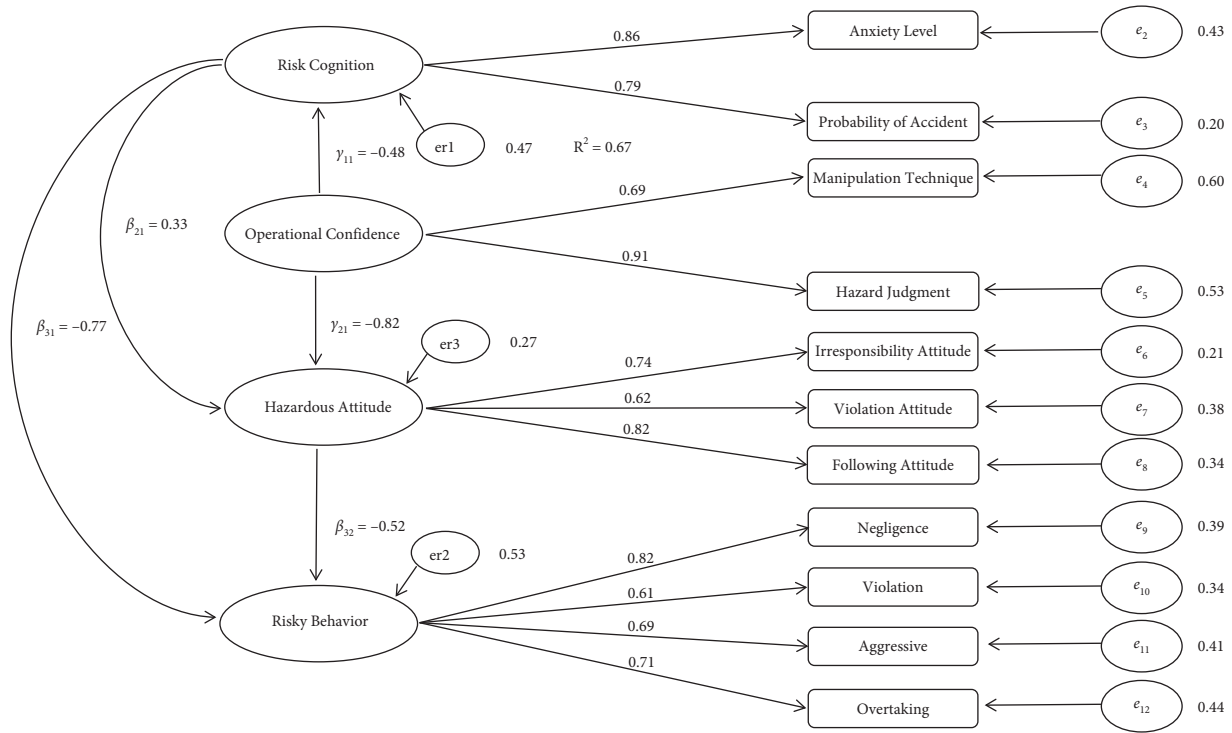 0.86
Anxiety Level
e2
0.43
Risk Cognition
0.79
Probability of Accident
e3
0.20
γ11 = −0.48
er1
0.47
R2 = 0.67
Manipulation Technique
e4
0.60
0.69
β21 = 0.33
Operational Confidence
0.91
Hazard Judgment
e5
0.53
β31 = −0.77
γ21 = −0.82
er3
0.27
Irresponsibility Attitude
e6
0.21
0.74
Hazardous Attitude
0.62
Violation Attitude
e7
0.38
0.82
Following Attitude
e8
0.34
β32 = −0.52
er2
0.53
Negligence
e9
0.39
0.82
0.61
Violation
e10
0.34
Risky Behavior
0.69
Aggressive
e11
0.41
0.71
Overtaking
e12
0.44